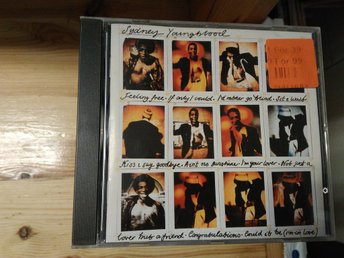 Sydney Youngblood
Feeling free · If only I could · I'd rather go blind · Sit & wait
Kiss & say goodbye · Ain't no sunshine · I'm your lover · Not just a
lover but a friend · Congratulations · Could it be (I'm in love)